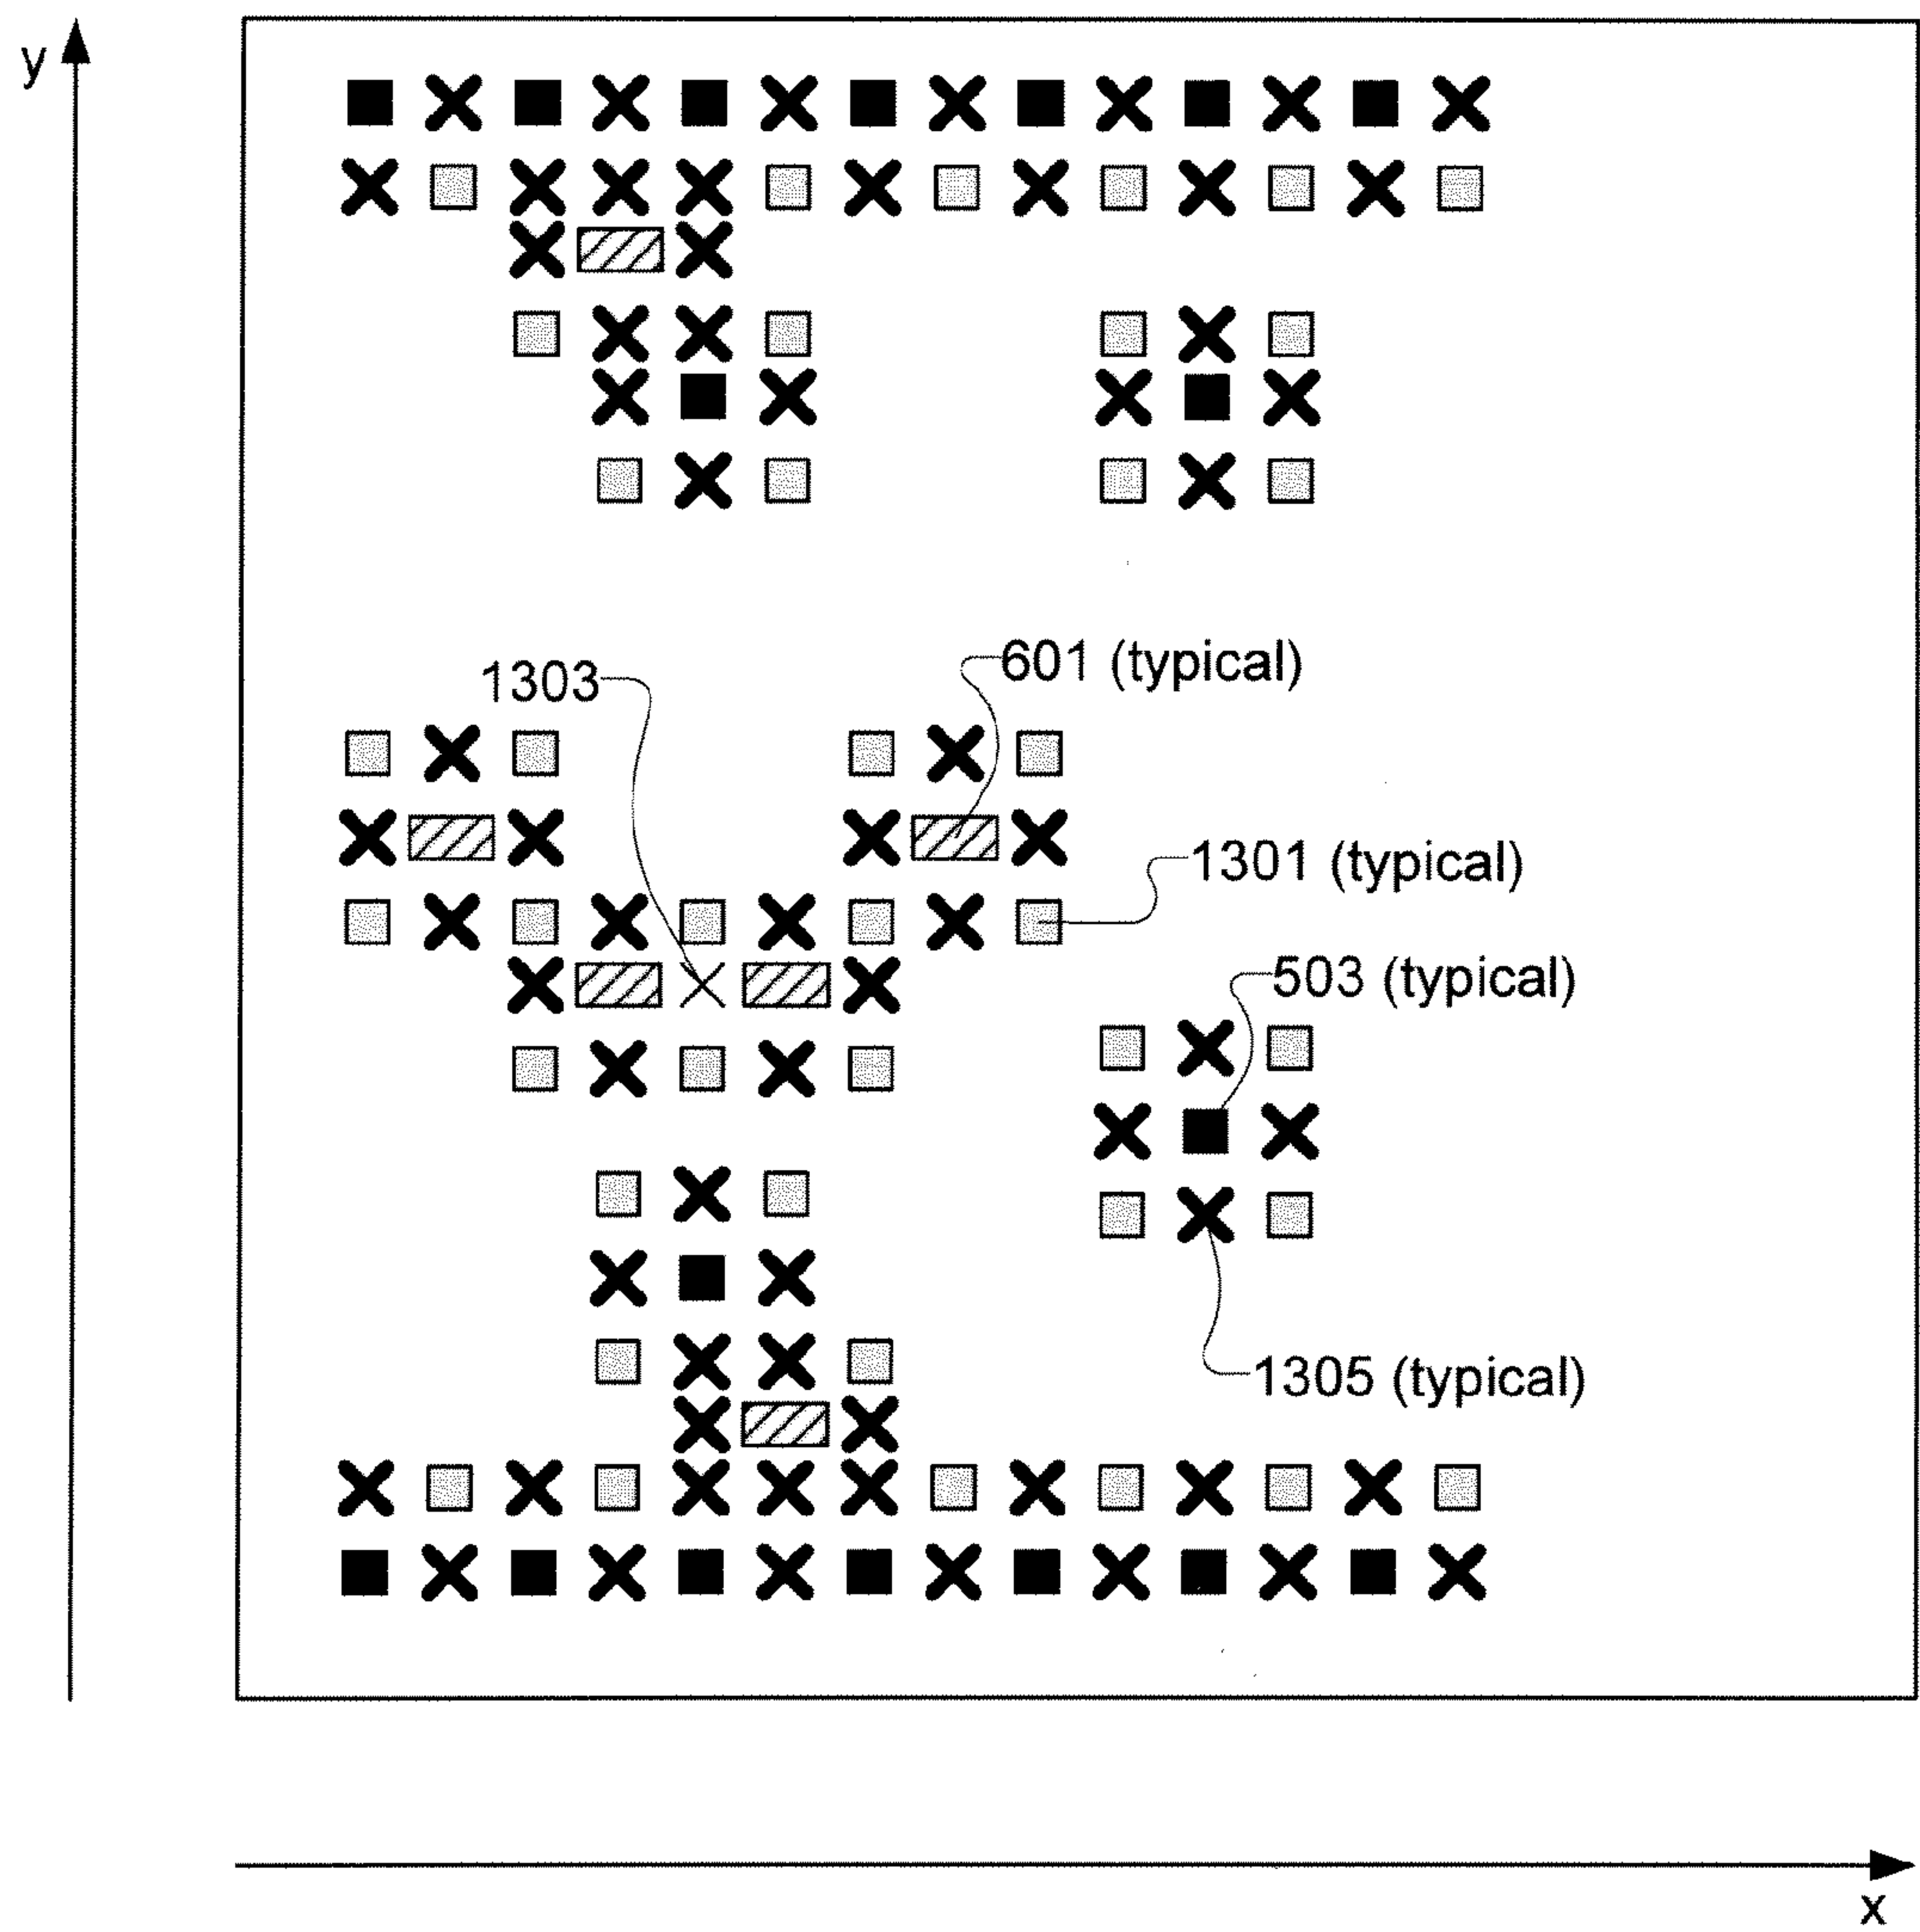 y
601 (typical)
1303
1301 (typical)
503 (typical)
1305 (typical)
x